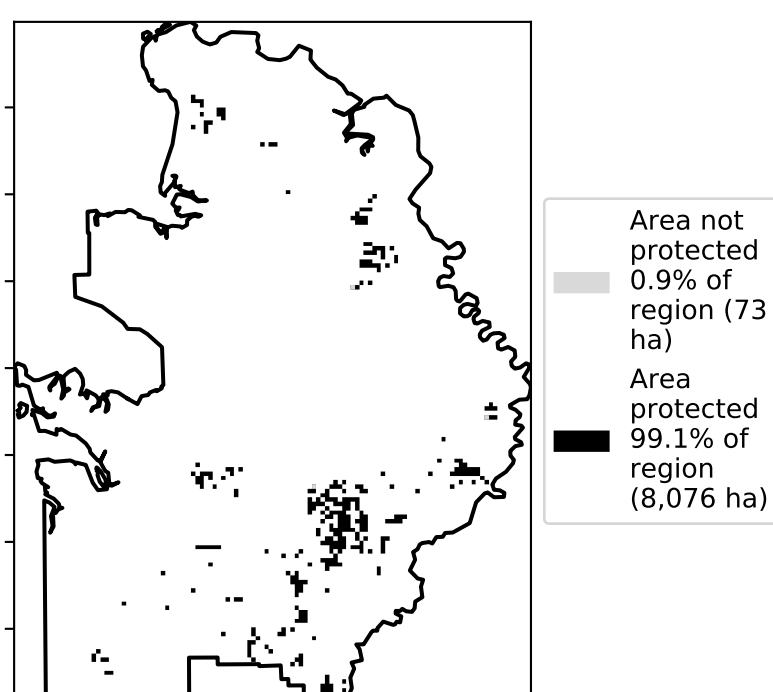 Area not
protected
0.9% of
region (73
ha)
Area
protected
99.1% of
region
(8,076 ha)